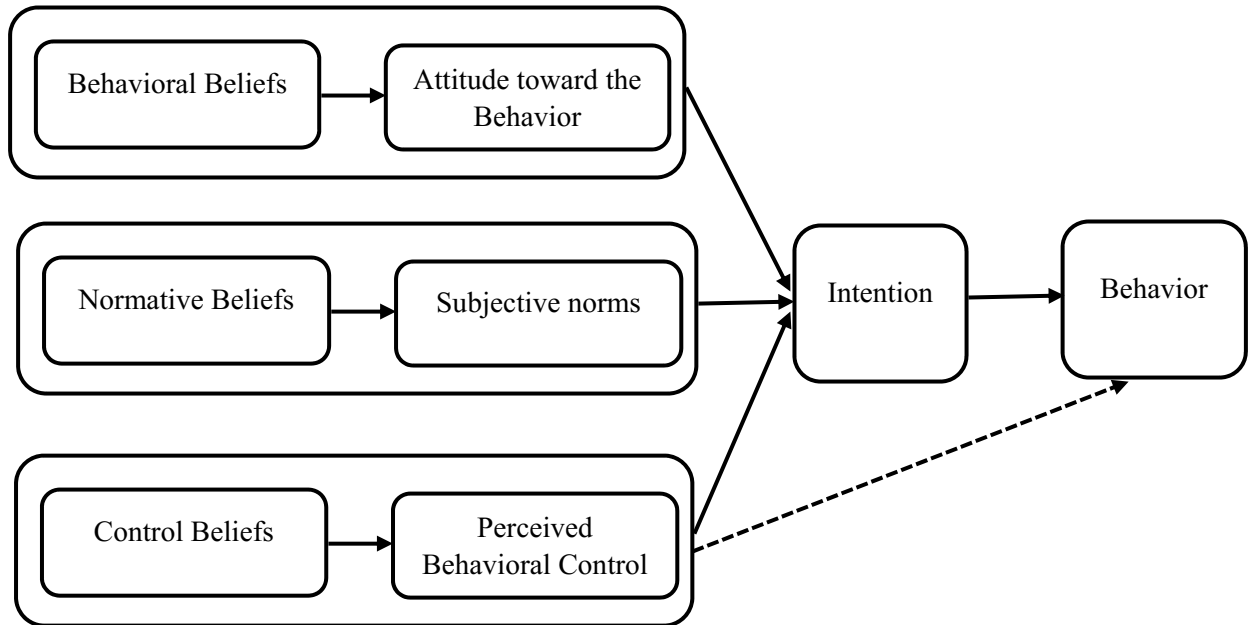 Behavioral Beliefs
Attitude toward the
Behavior
Normative Beliefs
Subjective norms
Control Beliefs
Perceived
Behavioral Control
Intention
Behavior